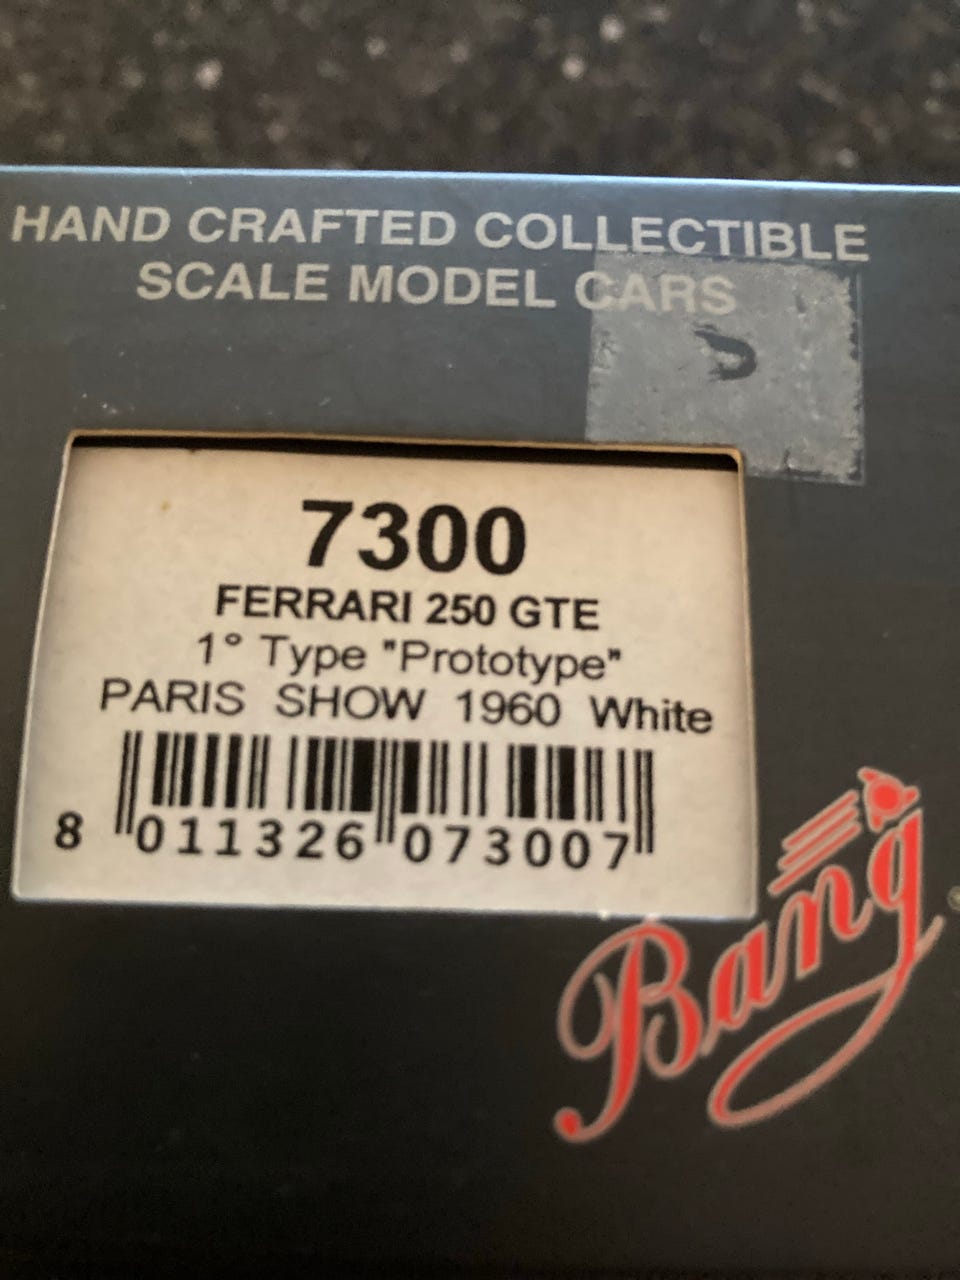 HAND CRAFTED COLLECTIBLE
SCALE MODEL CARS
7300
FERRARI 250 GTE
1° Type "Prototype"
PARIS SHOW 1960 White
8 011326 073007
Bang